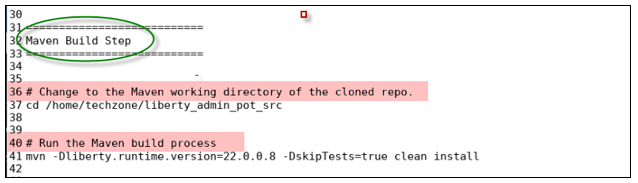 30
31 ===========================
32 Maven Build Step
33 ===========================
34
35
36 # Change to the Maven working directory of the cloned repo.
37 cd /home/techzone/liberty_admin_pot_src
38
39
40 # Run the Maven build process
41 mvn -Dliberty.runtime.version=22.0.0.8 -DskipTests=true clean install
42